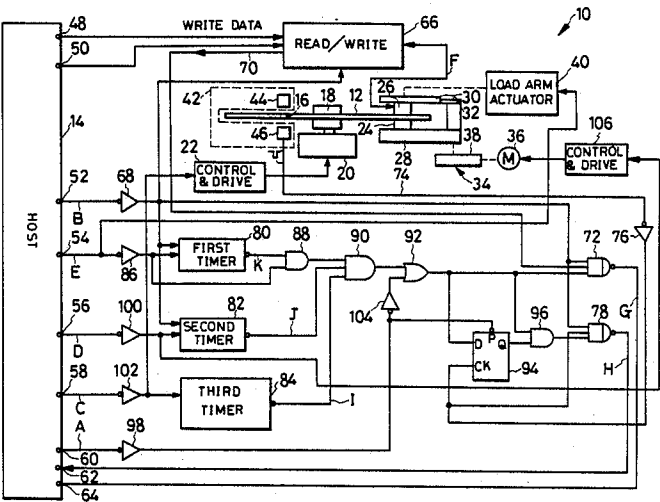 10
48
WRITE DATA
66
50
READ/WRITE
70
F
40
LOAD ARM
ACTUATOR
42
44
16
18
12
26
30
32
14
46
24
T
22
CONTROL
& DRIVE
20
28
38
36
M
106
CONTROL
& DRIVE
34
74
52
68
B
HOST
54
E
86
80
FIRST
TIMER
K
88
90
92
72
76
G
56
D
100
82
SECOND
TIMER
J
104
96
78
D
P
Q
CK
94
H
58
C
102
84
THIRD
TIMER
I
A
98
60
62
64